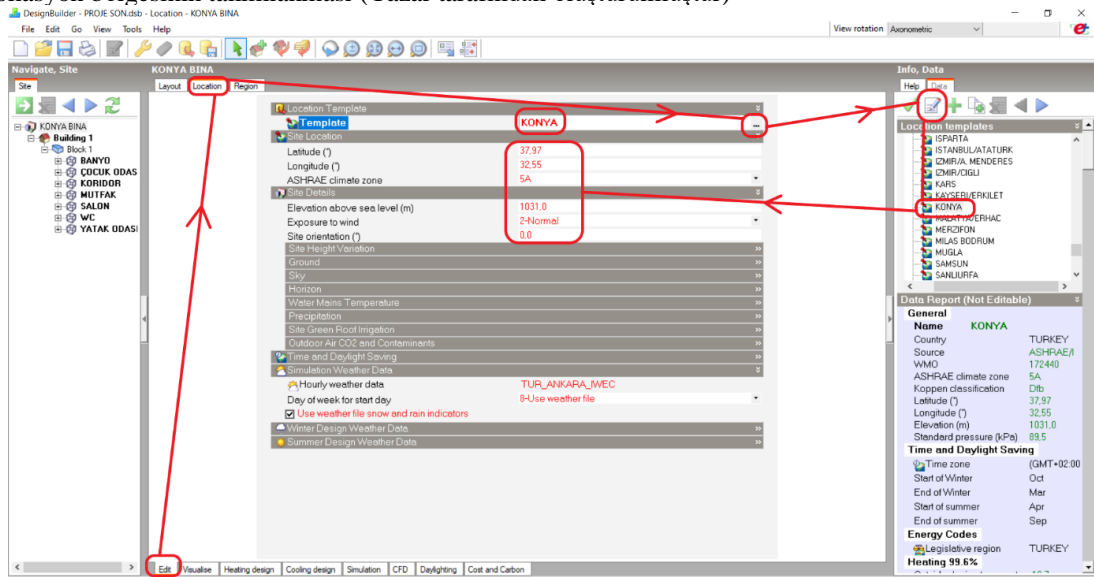 DesignBuilder - PROJE SON.dsb - Location - KONYA BINA
File Edit Go View Tools Help
View rotation Axonometric
Navigate, Site
Site
KONYA BINA
Building 1
Block 1
BANYO
ÇOCUK ODAS
KORIDOR
MUTFAK
SALON
WC
YATAK ODASI
KONYA BINA
Layout Location Region
Location Template
Template KONYA ...
Site Location
Latitude (°) 37,97
Longitude (°) 32,55
ASHRAE climate zone 5A
Site Details
Elevation above sea level (m) 1031,0
Exposure to wind 2-Normal
Site orientation (°) 0,0
Site Height Variation
Ground
Sky
Horizon
Water Mains Temperature
Precipitation
Site Green Roof Irrigation
Outdoor Air CO2 and Contaminants
Time and Daylight Saving
Simulation Weather Data
Hourly weather data TUR_ANKARA_IWEC
Day of week for start day 8-Use weather file
Use weather file snow and rain indicators
Winter Design Weather Data
Summer Design Weather Data
Edit Visualise Heating design Cooling design Simulation CFD Daylighting Cost and Carbon
Info, Data
Help Data
Location templates
ISPARTA
ISTANBUL/ATATURK
IZMIR/A. MENDERES
IZMIR/CIGLI
KARS
KAYSERI/ERKILET
KONYA
MALATYA/ERHAC
MERZIFON
MILAS BODRUM
MUGLA
SAMSUN
SANLIURFA
Data Report (Not Editable)
General
Name KONYA
Country TURKEY
Source ASHRAE/I
WMO 172440
ASHRAE climate zone 5A
Koppen classification Dfb
Latitude (°) 37,97
Longitude (°) 32,55
Elevation (m) 1031,0
Standard pressure (kPa) 89,5
Time and Daylight Saving
Time zone (GMT+02:00
Start of Winter Oct
End of Winter Mar
Start of summer Apr
End of summer Sep
Energy Codes
Legislative region TURKEY
Heating 99.6%